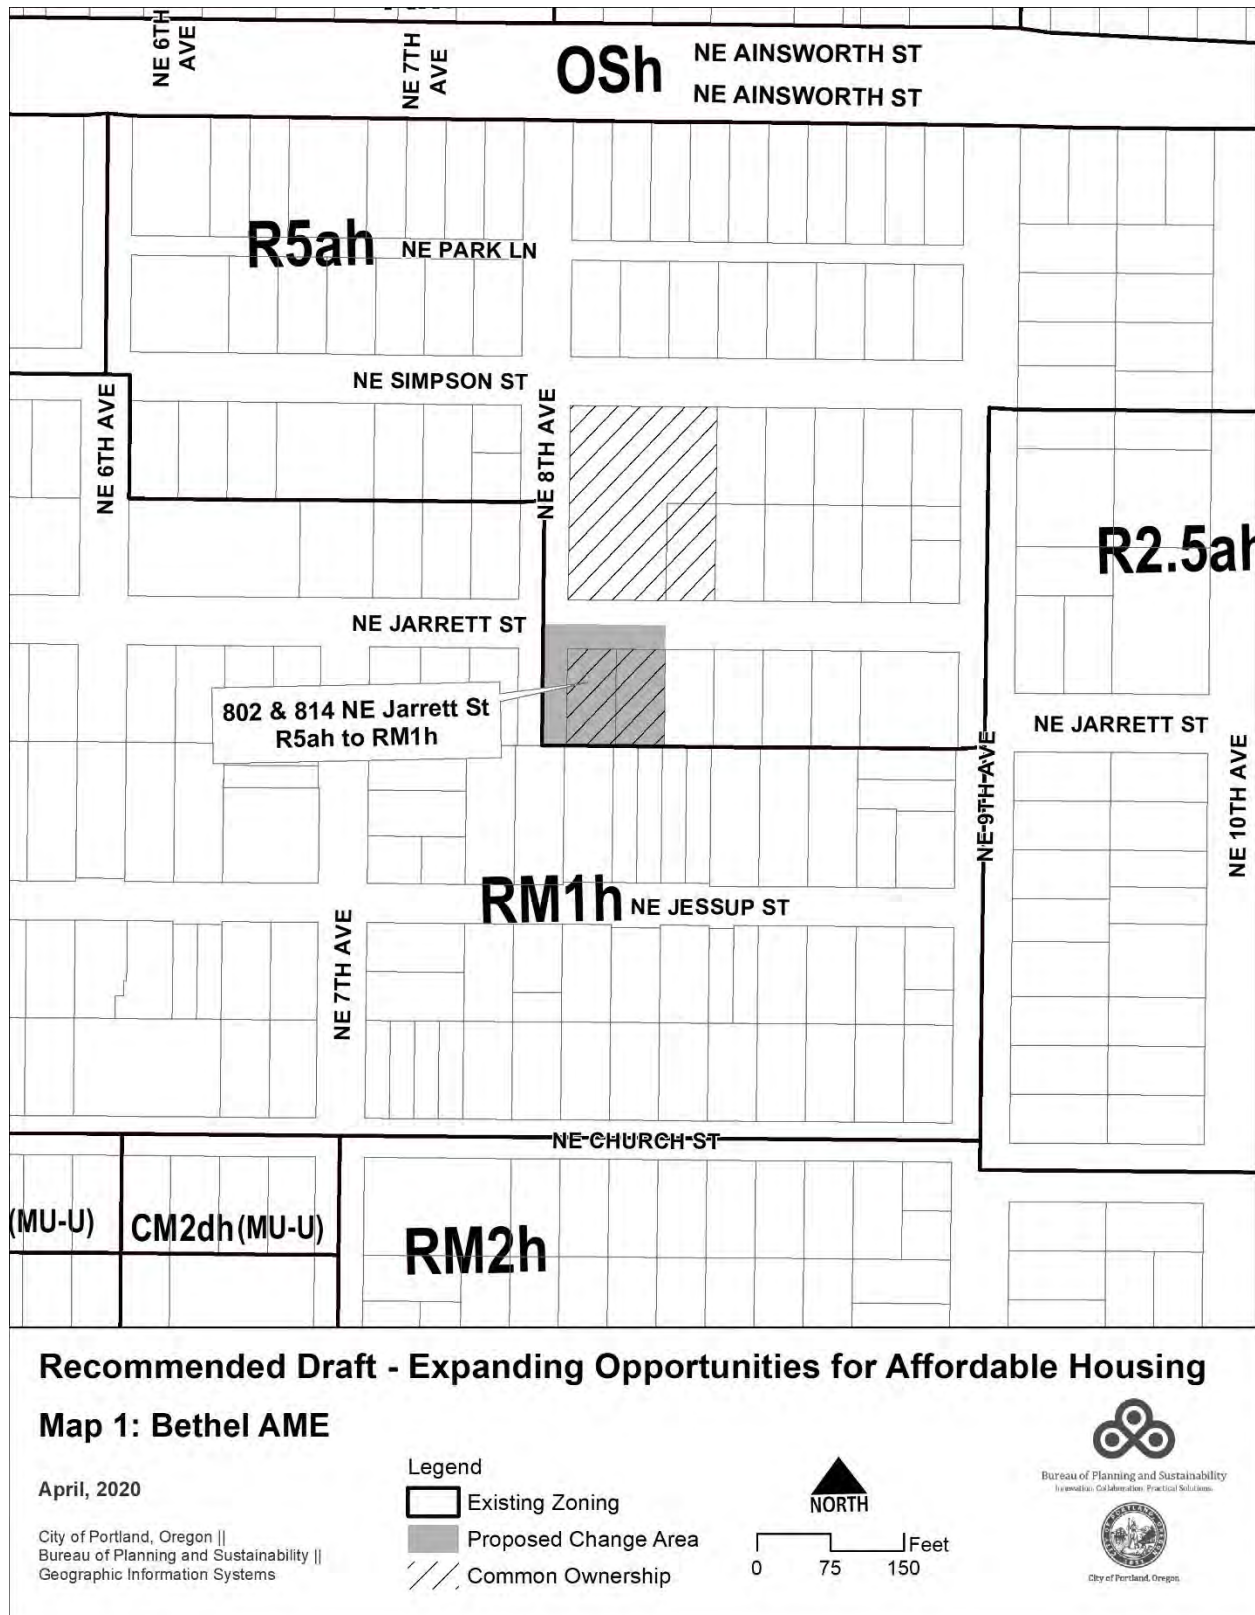 NE 6TH
AVE
NE 7TH
AVE
OSh
NE AINSWORTH ST
NE AINSWORTH ST
R5ah
NE PARK LN
NE SIMPSON ST
NE 6TH AVE
NE 8TH AVE
R2.5ah
NE JARRETT ST
802 & 814 NE Jarrett St
R5ah to RM1h
NE JARRETT ST
NE 9TH AVE
NE 10TH AVE
RM1h
NE JESSUP ST
NE 7TH AVE
NE CHURCH ST
(MU-U)
CM2dh (MU-U)
RM2h
Recommended Draft - Expanding Opportunities for Affordable Housing
Map 1: Bethel AME
April, 2020
City of Portland, Oregon ||
Bureau of Planning and Sustainability ||
Geographic Information Systems
Legend
Existing Zoning
Proposed Change Area
Common Ownership
NORTH
Feet
0 75 150
Bureau of Planning and Sustainability
Innovation. Collaboration. Practical Solutions.
City of Portland, Oregon